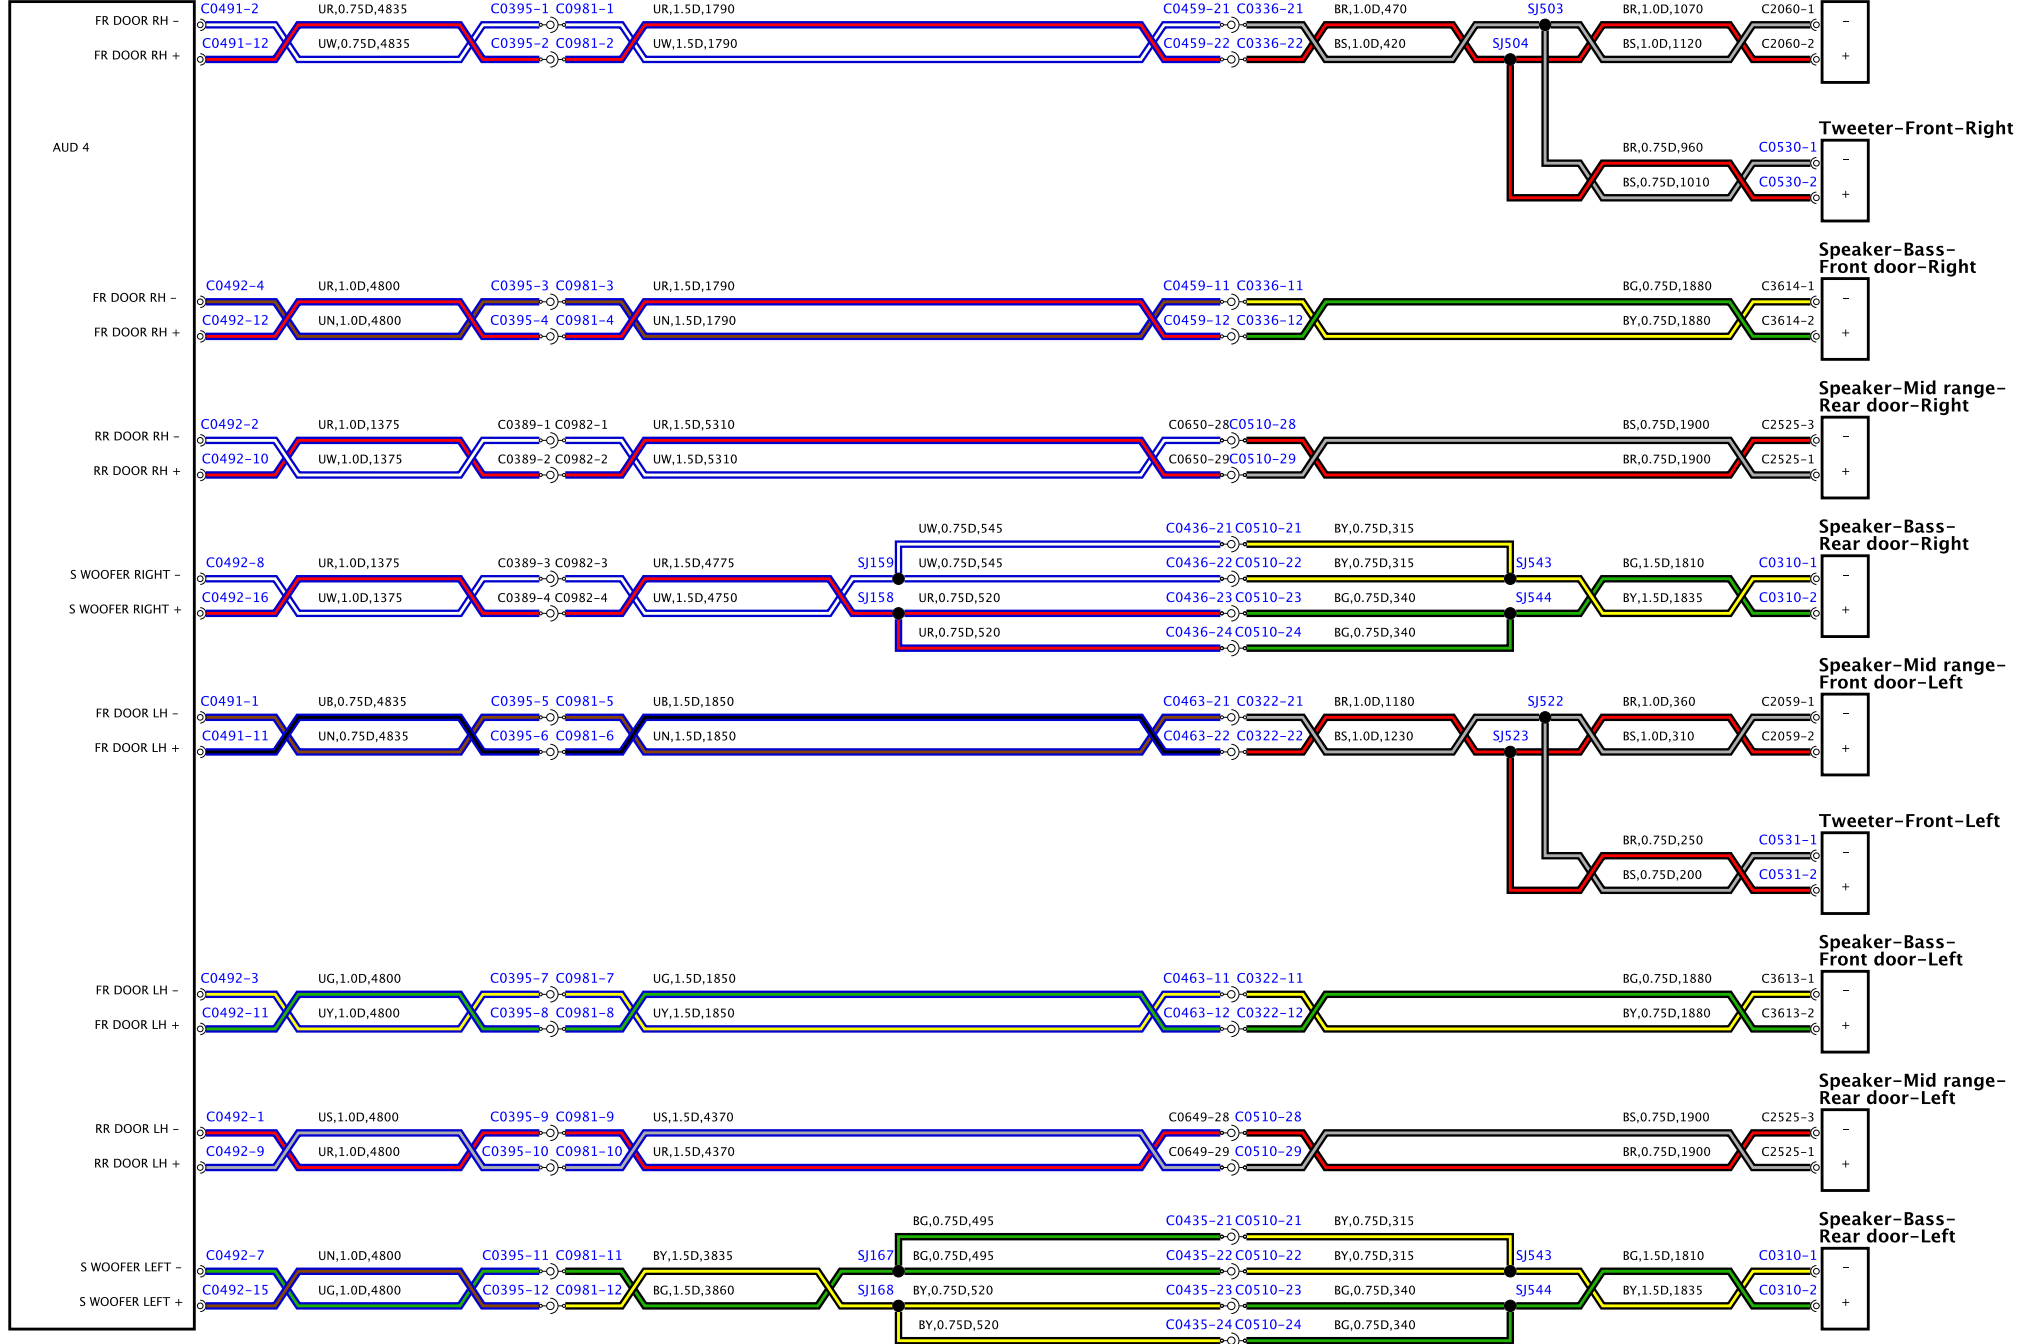 FR DOOR RH - C0491-2 UR,0.75D,4835 C0395-1 C0981-1 UR,1.5D,1790 C0459-21 C0336-21 BR,1.0D,470 SJ503 BR,1.0D,1070 C2060-1 -
FR DOOR RH + C0491-12 UW,0.75D,4835 C0395-2 C0981-2 UW,1.5D,1790 C0459-22 C0336-22 BS,1.0D,420 SJ504 BS,1.0D,1120 C2060-2 +
AUD 4
Tweeter-Front-Right
BR,0.75D,960 C0530-1 -
BS,0.75D,1010 C0530-2 +
Speaker-Bass-
Front door-Right
FR DOOR RH - C0492-4 UR,1.0D,4800 C0395-3 C0981-3 UR,1.5D,1790 C0459-11 C0336-11 BG,0.75D,1880 C3614-1 -
FR DOOR RH + C0492-12 UN,1.0D,4800 C0395-4 C0981-4 UN,1.5D,1790 C0459-12 C0336-12 BY,0.75D,1880 C3614-2 +
Speaker-Mid range-
Rear door-Right
RR DOOR RH - C0492-2 UR,1.0D,1375 C0389-1 C0982-1 UR,1.5D,5310 C0650-28 C0510-28 BS,0.75D,1900 C2525-3 -
RR DOOR RH + C0492-10 UW,1.0D,1375 C0389-2 C0982-2 UW,1.5D,5310 C0650-29 C0510-29 BR,0.75D,1900 C2525-1 +
Speaker-Bass-
Rear door-Right
UW,0.75D,545 C0436-21 C0510-21 BY,0.75D,315
S WOOFER RIGHT - C0492-8 UR,1.0D,1375 C0389-3 C0982-3 UR,1.5D,4775 SJ159 UW,0.75D,545 C0436-22 C0510-22 BY,0.75D,315 SJ543 BG,1.5D,1810 C0310-1 -
S WOOFER RIGHT + C0492-16 UW,1.0D,1375 C0389-4 C0982-4 UW,1.5D,4750 SJ158 UR,0.75D,520 C0436-23 C0510-23 BG,0.75D,340 SJ544 BY,1.5D,1835 C0310-2 +
UR,0.75D,520 C0436-24 C0510-24 BG,0.75D,340
Speaker-Mid range-
Front door-Left
FR DOOR LH - C0491-1 UB,0.75D,4835 C0395-5 C0981-5 UB,1.5D,1850 C0463-21 C0322-21 BR,1.0D,1180 SJ522 BR,1.0D,360 C2059-1 -
FR DOOR LH + C0491-11 UN,0.75D,4835 C0395-6 C0981-6 UN,1.5D,1850 C0463-22 C0322-22 BS,1.0D,1230 SJ523 BS,1.0D,310 C2059-2 +
Tweeter-Front-Left
BR,0.75D,250 C0531-1 -
BS,0.75D,200 C0531-2 +
Speaker-Bass-
Front door-Left
FR DOOR LH - C0492-3 UG,1.0D,4800 C0395-7 C0981-7 UG,1.5D,1850 C0463-11 C0322-11 BG,0.75D,1880 C3613-1 -
FR DOOR LH + C0492-11 UY,1.0D,4800 C0395-8 C0981-8 UY,1.5D,1850 C0463-12 C0322-12 BY,0.75D,1880 C3613-2 +
Speaker-Mid range-
Rear door-Left
RR DOOR LH - C0492-1 US,1.0D,4800 C0395-9 C0981-9 US,1.5D,4370 C0649-28 C0510-28 BS,0.75D,1900 C2525-3 -
RR DOOR LH + C0492-9 UR,1.0D,4800 C0395-10 C0981-10 UR,1.5D,4370 C0649-29 C0510-29 BR,0.75D,1900 C2525-1 +
Speaker-Bass-
Rear door-Left
BG,0.75D,495 C0435-21 C0510-21 BY,0.75D,315
S WOOFER LEFT - C0492-7 UN,1.0D,4800 C0395-11 C0981-11 BY,1.5D,3835 SJ167 BG,0.75D,495 C0435-22 C0510-22 BY,0.75D,315 SJ543 BG,1.5D,1810 C0310-1 -
S WOOFER LEFT + C0492-15 UG,1.0D,4800 C0395-12 C0981-12 BG,1.5D,3860 SJ168 BY,0.75D,520 C0435-23 C0510-23 BG,0.75D,340 SJ544 BY,1.5D,1835 C0310-2 +
BY,0.75D,520 C0435-24 C0510-24 BG,0.75D,340